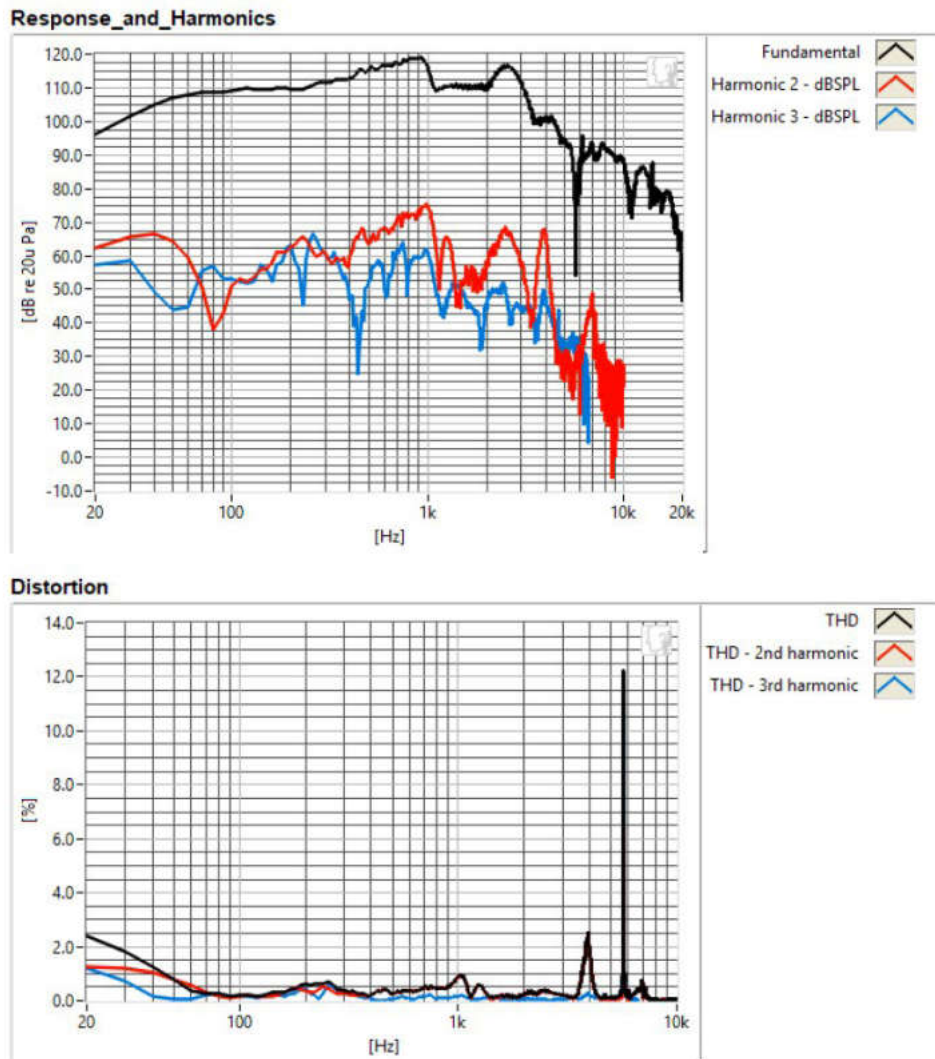 Response_and_Harmonics
120.0
110.0
100.0
90.0
80.0
70.0
60.0
50.0
40.0
30.0
20.0
10.0
0.0
-10.0
[dB re 20u Pa]
20
100
1k
10k
20k
[Hz]
Fundamental
Harmonic 2 - dBSPL
Harmonic 3 - dBSPL
Distortion
14.0
12.0
10.0
8.0
6.0
4.0
2.0
0.0
[%]
20
100
1k
10k
[Hz]
THD
THD - 2nd harmonic
THD - 3rd harmonic